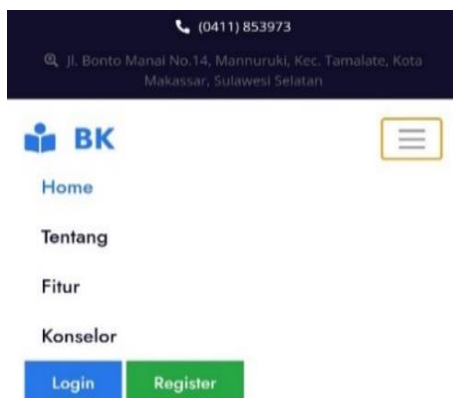 (0411) 853973
Jl. Bonto Manai No.14, Mannuruki, Kec. Tamalate, Kota
Makassar, Sulawesi Selatan
BK
Home
Tentang
Fitur
Konselor
Login Register